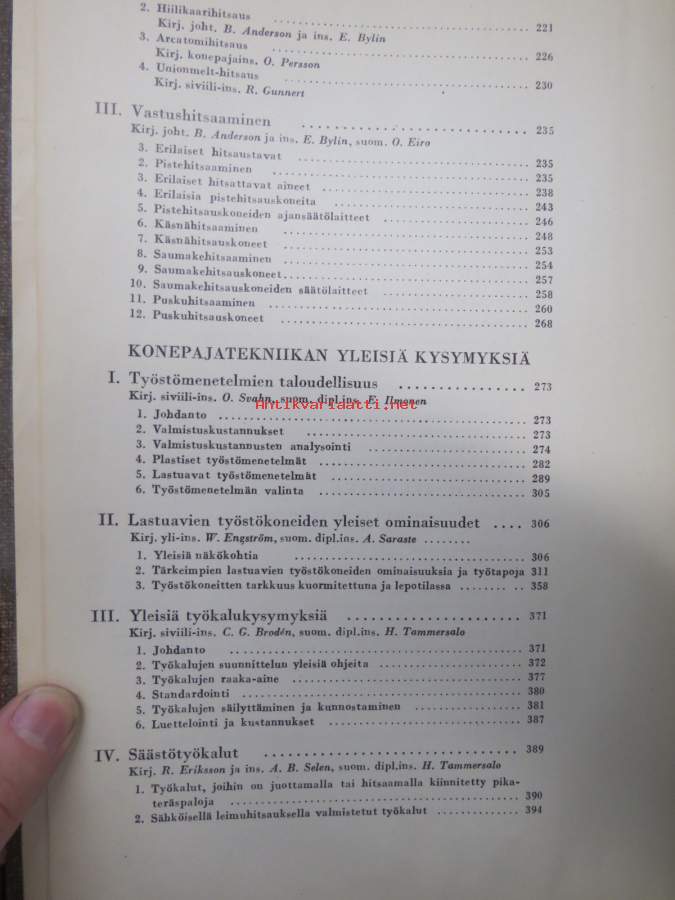 2. Hiilikaarihitsaus ........ 221
Kirj. joht. B. Anderson ja ins. E. Bylin
3. Arcatomihitsaus ........ 226
Kirj. konepajains. O. Persson
4. Unionmelt-hitsaus ........ 230
Kirj. siviili-ins. R. Gunnert
III. Vastushitsaaminen ........ 235
Kirj. joht. B. Anderson ja ins. E. Bylin, suom. O. Eiro
3. Erilaiset hitsaustavat ........ 235
2. Pistehitsaaminen ........ 235
3. Erilaiset hitsattavat aineet ........ 238
4. Erilaisia pistehitsauskoneita ........ 243
5. Pistehitsauskoneiden ajansäätölaitteet ........ 246
6. Käsnähitsaaminen ........ 248
7. Käsnähitsauskoneet ........ 253
8. Saumakehitsaaminen ........ 254
9. Saumakehitsauskoneet ........ 257
10. Saumakehitsauskoneiden säätölaitteet ........ 258
11. Puskuhitsaaminen ........ 260
12. Puskuhitsauskoneet ........ 268
KONEPAJATEKNIIKAN YLEISIÄ KYSYMYKSIÄ
I. Työstömenetelmien taloudellisuus ........ 273
Kirj. siviili-ins. O. Svahn, suom. dipl.ins. E. Ilmonen
Antikvariaatti.net
1. Johdanto ........ 273
2. Valmistuskustannukset ........ 273
3. Valmistuskustannusten analysointi ........ 274
4. Plastiset työstömenetelmät ........ 282
5. Lastuavat työstömenetelmät ........ 289
6. Työstömenetelmän valinta ........ 305
II. Lastuavien työstökoneiden yleiset ominaisuudet .... 306
Kirj. yli-ins. W. Engström, suom. dipl.ins. A. Saraste ........
1. Yleisiä näkökohtia ........ 306
2. Tärkeimpien lastuavien työstökoneiden ominaisuuksia ja työtapoja 311
3. Työstökoneitten tarkkuus kuormitettuna ja lepotilassa ........ 358
III. Yleisiä työkalukysymyksiä ........ 371
Kirj. siviili-ins. C. G. Brodén, suom. dipl.ins. H. Tammersalo
1. Johdanto ........ 371
2. Työkalujen suunnittelun yleisiä ohjeita ........ 372
3. Työkalujen raaka-aine ........ 377
4. Standardointi ........ 380
5. Työkalujen säilyttäminen ja kunnostaminen ........ 381
6. Luettelointi ja kustannukset ........ 387
IV. Säästötyökalut ........ 389
Kirj. R. Eriksson ja ins. A. B. Selen, suom. dipl.ins. H. Tammersalo
1. Työkalut, joihin on juottamalla tai hitsaamalla kiinnitetty pika-
teräspaloja ........ 390
2. Sähköisellä leimuhitsauksella valmistetut työkalut ........ 394